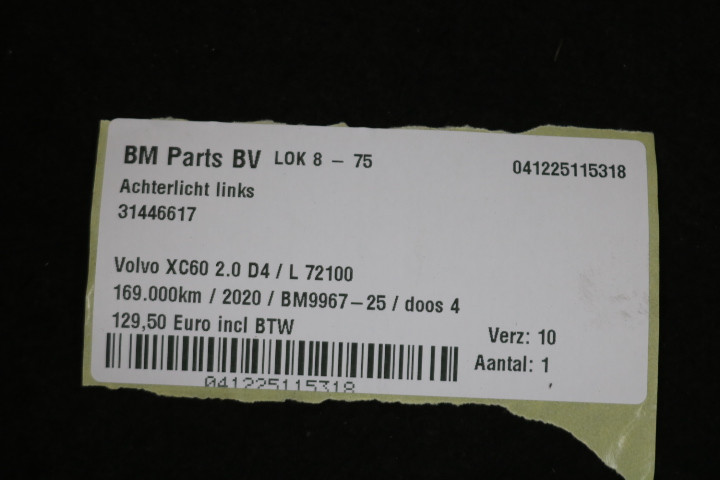 BM Parts BV LOK 8 - 75 041225115318
Achterlicht links
31446617
Volvo XC60 2.0 D4 / L 72100
169.000km / 2020 / BM9967-25 / doos 4
129,50 Euro incl BTW
Verz: 10
Aantal: 1
041225115318